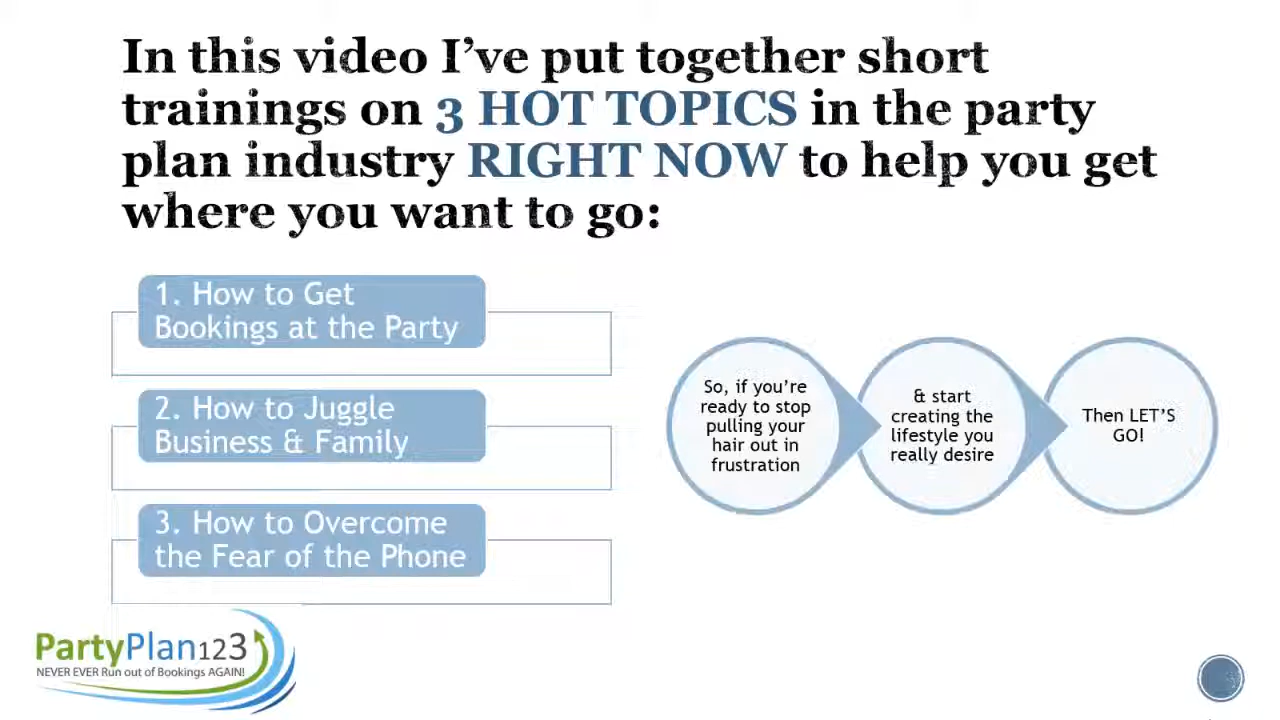 In this video I’ve put together short
trainings on 3 HOT TOPICS in the party
plan industry RIGHT NOW to help you get
where you want to go:
1. How to Get
Bookings at the Party
2. How to Juggle
Business & Family
3. How to Overcome
the Fear of the Phone
So, if you’re
ready to stop
pulling your
hair out in
frustration
& start
creating the
lifestyle you
really desire
Then LET’S
GO!
PartyPlan123
NEVER EVER Run out of Bookings AGAIN!